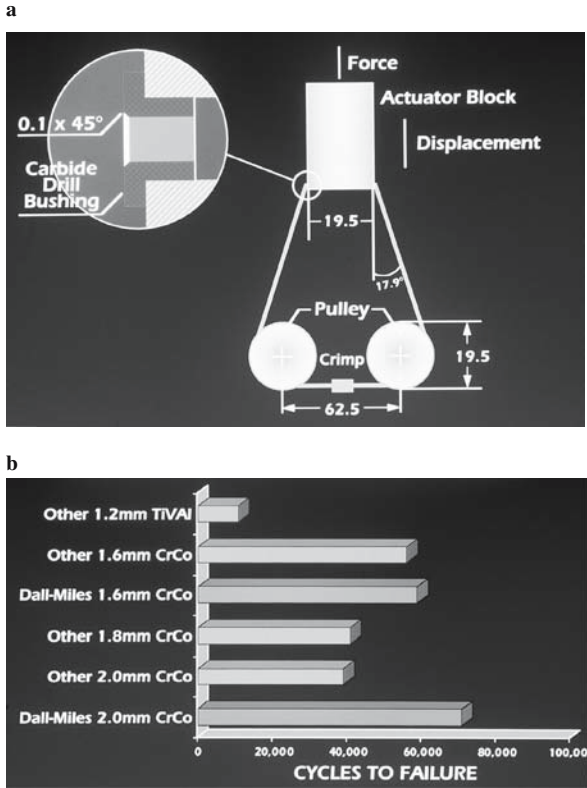 a
Force
Actuator Block
Displacement
0.1 x 45°
Carbide
Drill
Bushing
19.5
17.9°
Pulley
Crimp
19.5
62.5
b
Other 1.2mm TiVAl
Other 1.6mm CrCo
Dall-Miles 1.6mm CrCo
Other 1.8mm CrCo
Other 2.0mm CrCo
Dall-Miles 2.0mm CrCo
0 20,000 40,000 60,000 80,000 100,00
CYCLES TO FAILURE